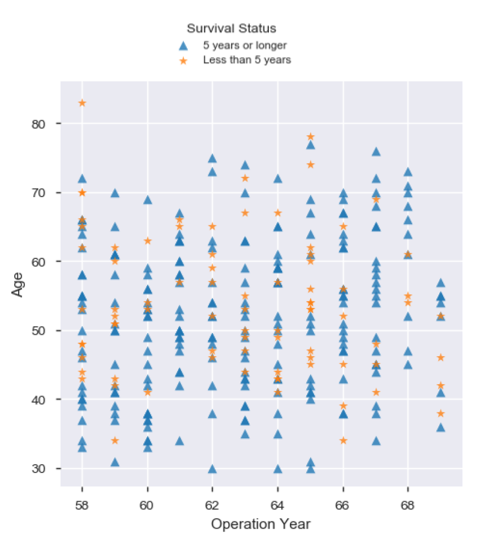 Survival Status
5 years or longer
Less than 5 years
80
70
60
50
40
30
Age
58 60 62 64 66 68
Operation Year